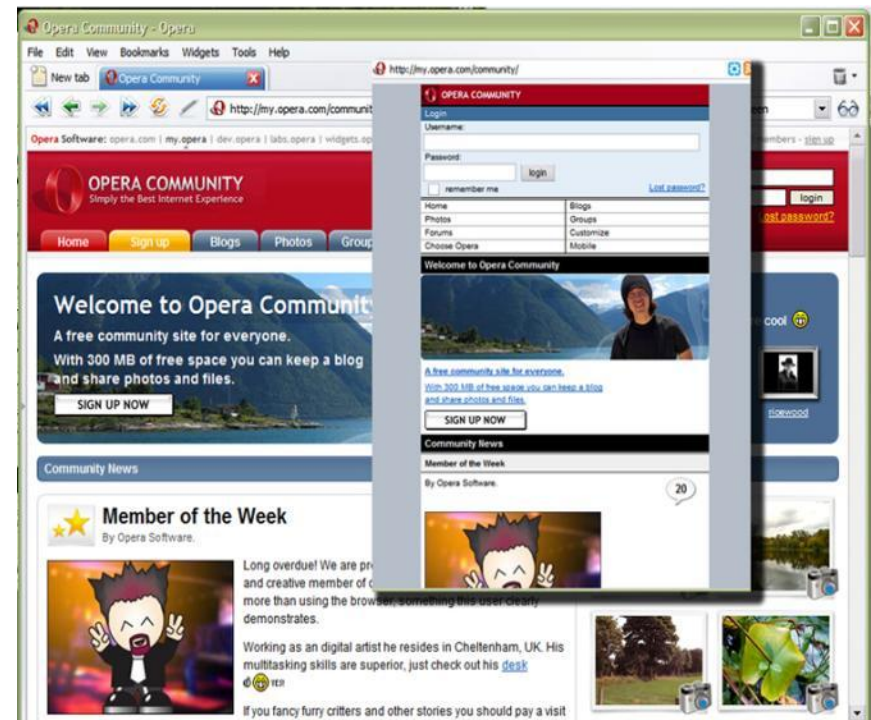 Opera Community - Opera
File Edit View Bookmarks Widgets Tools Help
New tab
Opera Community
http://my.opera.com/communit
Opera Software: opera.com | my.opera | dev.opera | labs.opera | widgets.op
members - sign up
OPERA COMMUNITY
Simply the Best Internet Experience
login
Lost password?
Home Sign up Blogs Photos Group
Welcome to Opera Communit
A free community site for everyone.
With 300 MB of free space you can keep a blog
and share photos and files.
SIGN UP NOW
cool
ricewood
Community News
Member of the Week
By Opera Software.
Long overdue! We are pr
and creative member of
more than using the browser, something this user clearly
demonstrates.
Working as an digital artist he resides in Cheltenham, UK. His
multitasking skills are superior, just check out his desk
If you fancy furry critters and other stories you should pay a visit
http://my.opera.com/community/
OPERA COMMUNITY
Login
Username:
Password:
login
remember me
Lost password?
Home Blogs
Photos Groups
Forums Customize
Choose Opera Mobile
Welcome to Opera Community
A free community site for everyone.
With 300 MB of free space you can keep a blog
and share photos and files.
SIGN UP NOW
Community News
Member of the Week
By Opera Software.
20